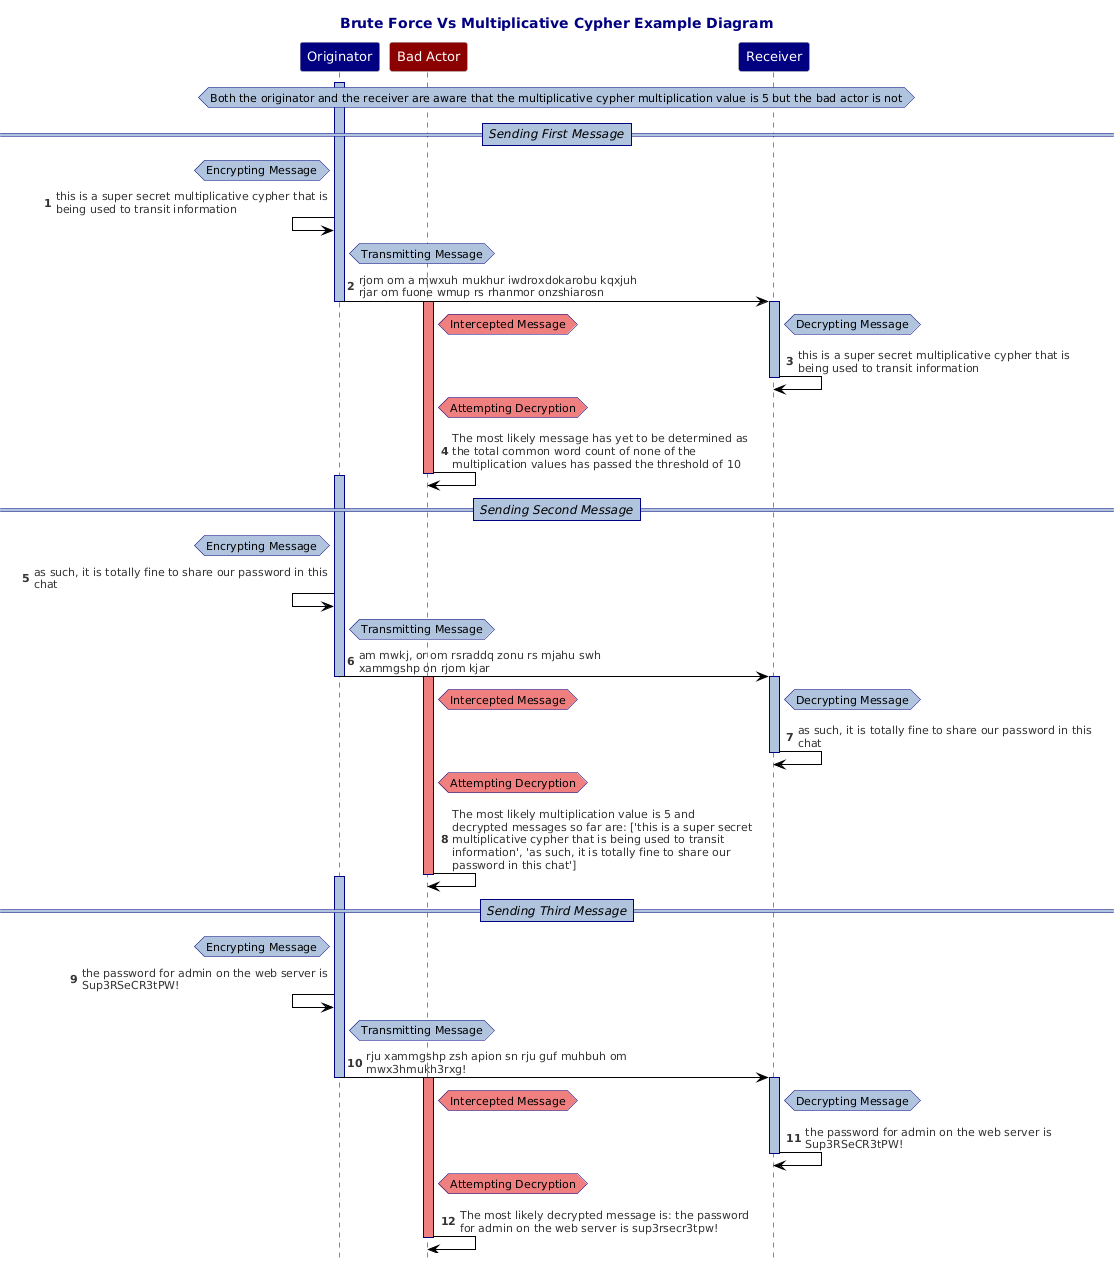 Brute Force Vs Multiplicative Cypher Example Diagram
Originator
Bad Actor
Receiver
Both the originator and the receiver are aware that the multiplicative cypher multiplication value is 5 but the bad actor is not
Sending First Message
Encrypting Message
1 this is a super secret multiplicative cypher that is
being used to transit information
Transmitting Message
2 rjom om a mwxuh mukhur iwdroxdokarobu kqxjuh
rjar om fuone wmup rs rhanmor onzshiarosn
Intercepted Message
Decrypting Message
3 this is a super secret multiplicative cypher that is
being used to transit information
Attempting Decryption
The most likely message has yet to be determined as
4 the total common word count of none of the
multiplication values has passed the threshold of 10
Sending Second Message
Encrypting Message
5 as such, it is totally fine to share our password in this
chat
Transmitting Message
6 am mwkj, or om rsraddq zonu rs mjahu swh
xammgshp on rjom kjar
Intercepted Message
Decrypting Message
7 as such, it is totally fine to share our password in this
chat
Attempting Decryption
The most likely multiplication value is 5 and
decrypted messages so far are: ['this is a super secret
8 multiplicative cypher that is being used to transit
information', 'as such, it is totally fine to share our
password in this chat']
Sending Third Message
Encrypting Message
9 the password for admin on the web server is
Sup3RSeCR3tPW!
Transmitting Message
10 rju xammgshp zsh apion sn rju guf muhbuh om
mwx3hmukh3rxg!
Intercepted Message
Decrypting Message
11 the password for admin on the web server is
Sup3RSeCR3tPW!
Attempting Decryption
12 The most likely decrypted message is: the password
for admin on the web server is sup3rsecr3tpw!